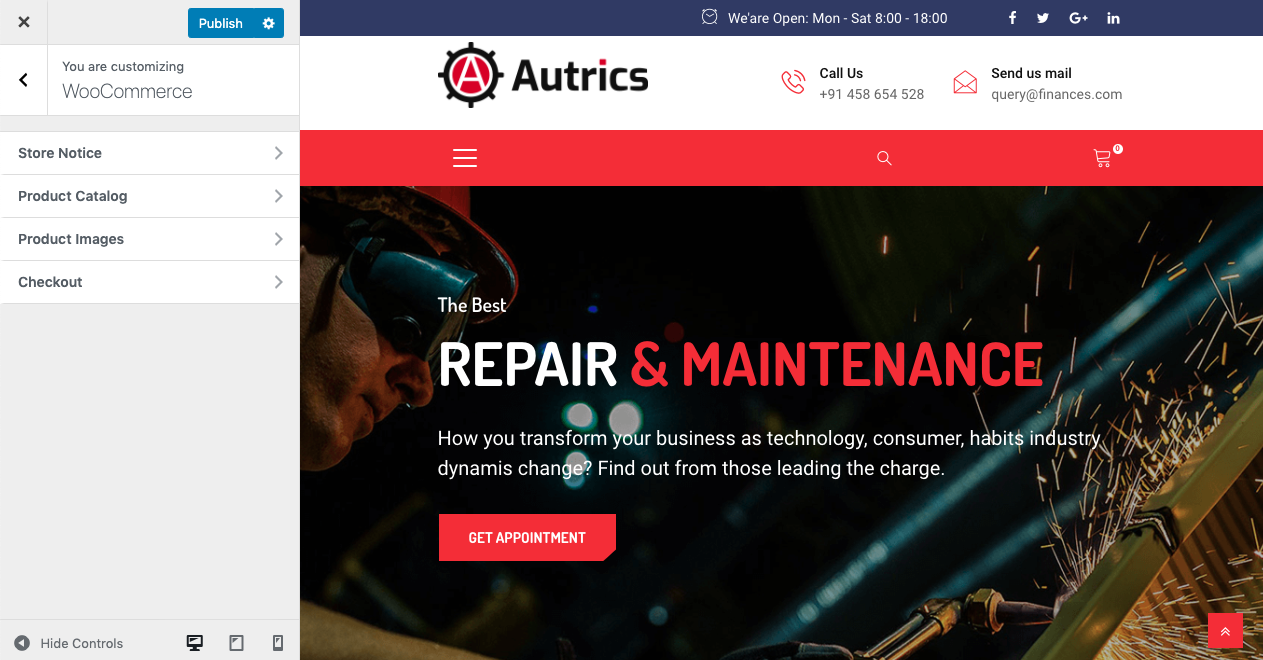 Publish
You are customizing
WooCommerce
Store Notice
Product Catalog
Product Images
Checkout
Hide Controls
We'are Open: Mon - Sat 8:00 - 18:00
Autrics
Call Us
+91 458 654 528
Send us mail
query@finances.com
0
The Best
REPAIR & MAINTENANCE
How you transform your business as technology, consumer, habits industry
dynamis change? Find out from those leading the charge.
GET APPOINTMENT